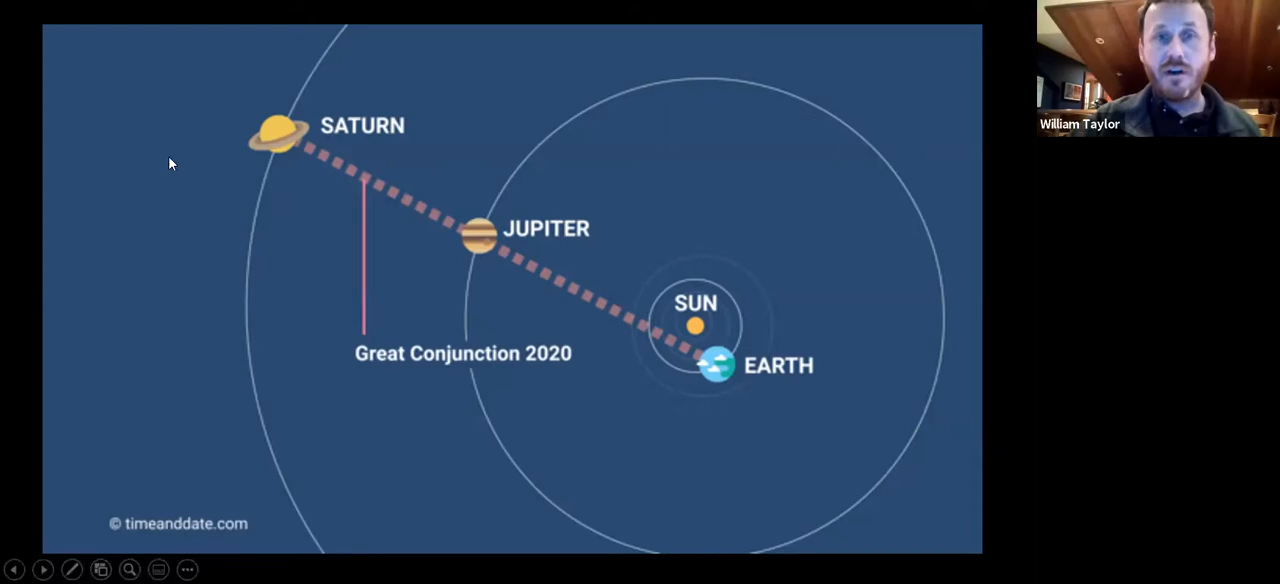 William Taylor
SATURN
JUPITER
SUN
Great Conjunction 2020
EARTH
© timeanddate.com